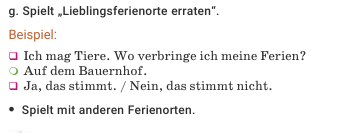 g. Spielt „Lieblingsferienorte erraten“.
Beispiel:
❑ Ich mag Tiere. Wo verbringe ich meine Ferien?
❍ Auf dem Bauernhof.
❑ Ja, das stimmt. / Nein, das stimmt nicht.
• Spielt mit anderen Ferienorten.